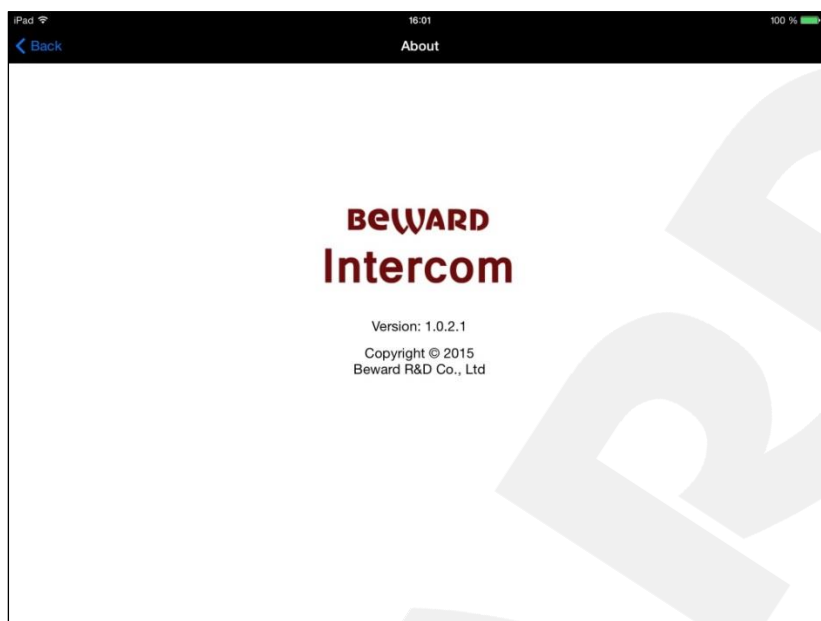 iPad 16:01 100 %
Back About
BEWARD
Intercom
Version: 1.0.2.1
Copyright © 2015
Beward R&D Co., Ltd